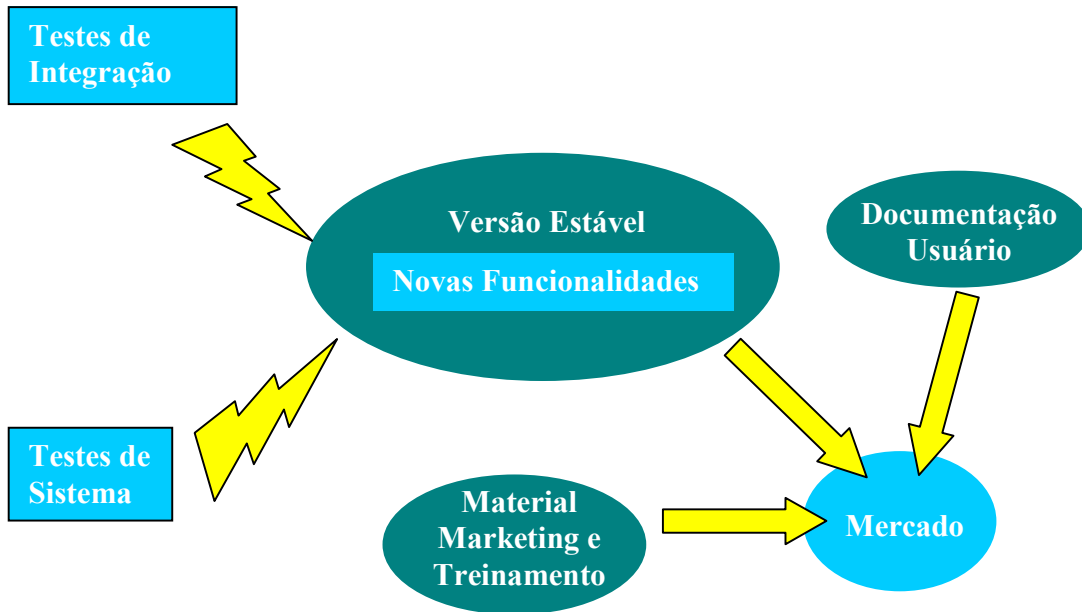 Testes de
Integração
Versão Estável
Novas Funcionalidades
Documentação
Usuário
Testes de
Sistema
Material
Marketing e
Treinamento
Mercado